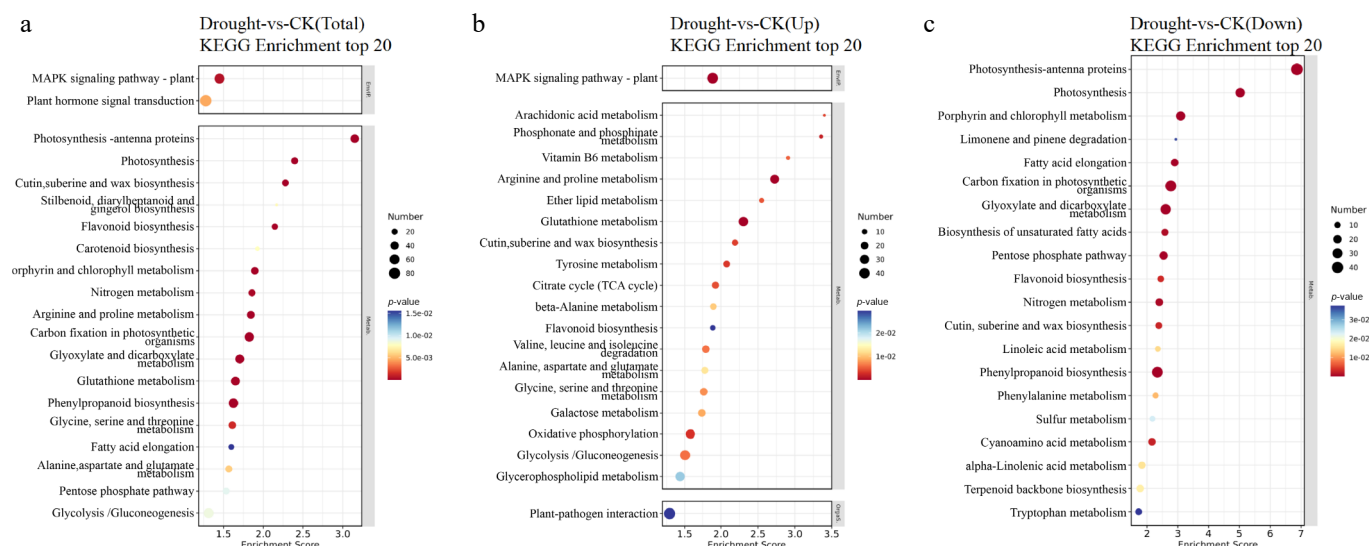 a
Drought-vs-CK(Total)
KEGG Enrichment top 20
MAPK signaling pathway - plant
Plant hormone signal transduction
EnvIP.
Photosynthesis -antenna proteins
Photosynthesis
Cutin,suberine and wax biosynthesis
Stilbenoid, diarylheptanoid and
gingerol biosynthesis
Flavonoid biosynthesis
Carotenoid biosynthesis
orphyrin and chlorophyll metabolism
Nitrogen metabolism
Arginine and proline metabolism
Carbon fixation in photosynthetic
organisms
Glyoxylate and dicarboxylate
metabolism
Glutathione metabolism
Phenylpropanoid biosynthesis
Glycine, serine and threonine
metabolism
Fatty acid elongation
Alanine,aspartate and glutamate
metabolism
Pentose phosphate pathway
Glycolysis /Gluconeogenesis
Metab.
1.5
2.0
2.5
3.0
Enrichment Score
Number
20
40
60
80
p-value
1.5e-02
1.0e-02
5.0e-03
b
Drought-vs-CK(Up)
KEGG Enrichment top 20
MAPK signaling pathway - plant
EnvIP.
Arachidonic acid metabolism
Phosphonate and phosphinate
metabolism
Vitamin B6 metabolism
Arginine and proline metabolism
Ether lipid metabolism
Glutathione metabolism
Cutin,suberine and wax biosynthesis
Tyrosine metabolism
Citrate cycle (TCA cycle)
beta-Alanine metabolism
Flavonoid biosynthesis
Valine, leucine and isoleucine
degradation
Alanine, aspartate and glutamate
metabolism
Glycine, serine and threonine
metabolism
Galactose metabolism
Oxidative phosphorylation
Glycolysis /Gluconeogenesis
Glycerophospholipid metabolism
Metab.
Plant-pathogen interaction
OrgaS.
1.5
2.0
2.5
3.0
3.5
Enrichment Score
Number
10
20
30
40
p-value
2e-02
1e-02
c
Drought-vs-CK(Down)
KEGG Enrichment top 20
Photosynthesis-antenna proteins
Photosynthesis
Porphyrin and chlorophyll metabolism
Limonene and pinene degradation
Fatty acid elongation
Carbon fixation in photosynthetic
organisms
Glyoxylate and dicarboxylate
metabolism
Biosynthesis of unsaturated fatty acids
Pentose phosphate pathway
Flavonoid biosynthesis
Nitrogen metabolism
Cutin, suberine and wax biosynthesis
Linoleic acid metabolism
Phenylpropanoid biosynthesis
Phenylalanine metabolism
Sulfur metabolism
Cyanoamino acid metabolism
alpha-Linolenic acid metabolism
Terpenoid backbone biosynthesis
Tryptophan metabolism
Metab.
2
3
4
5
6
7
Enrichment Score
Number
10
20
30
40
p-value
3e-02
2e-02
1e-02